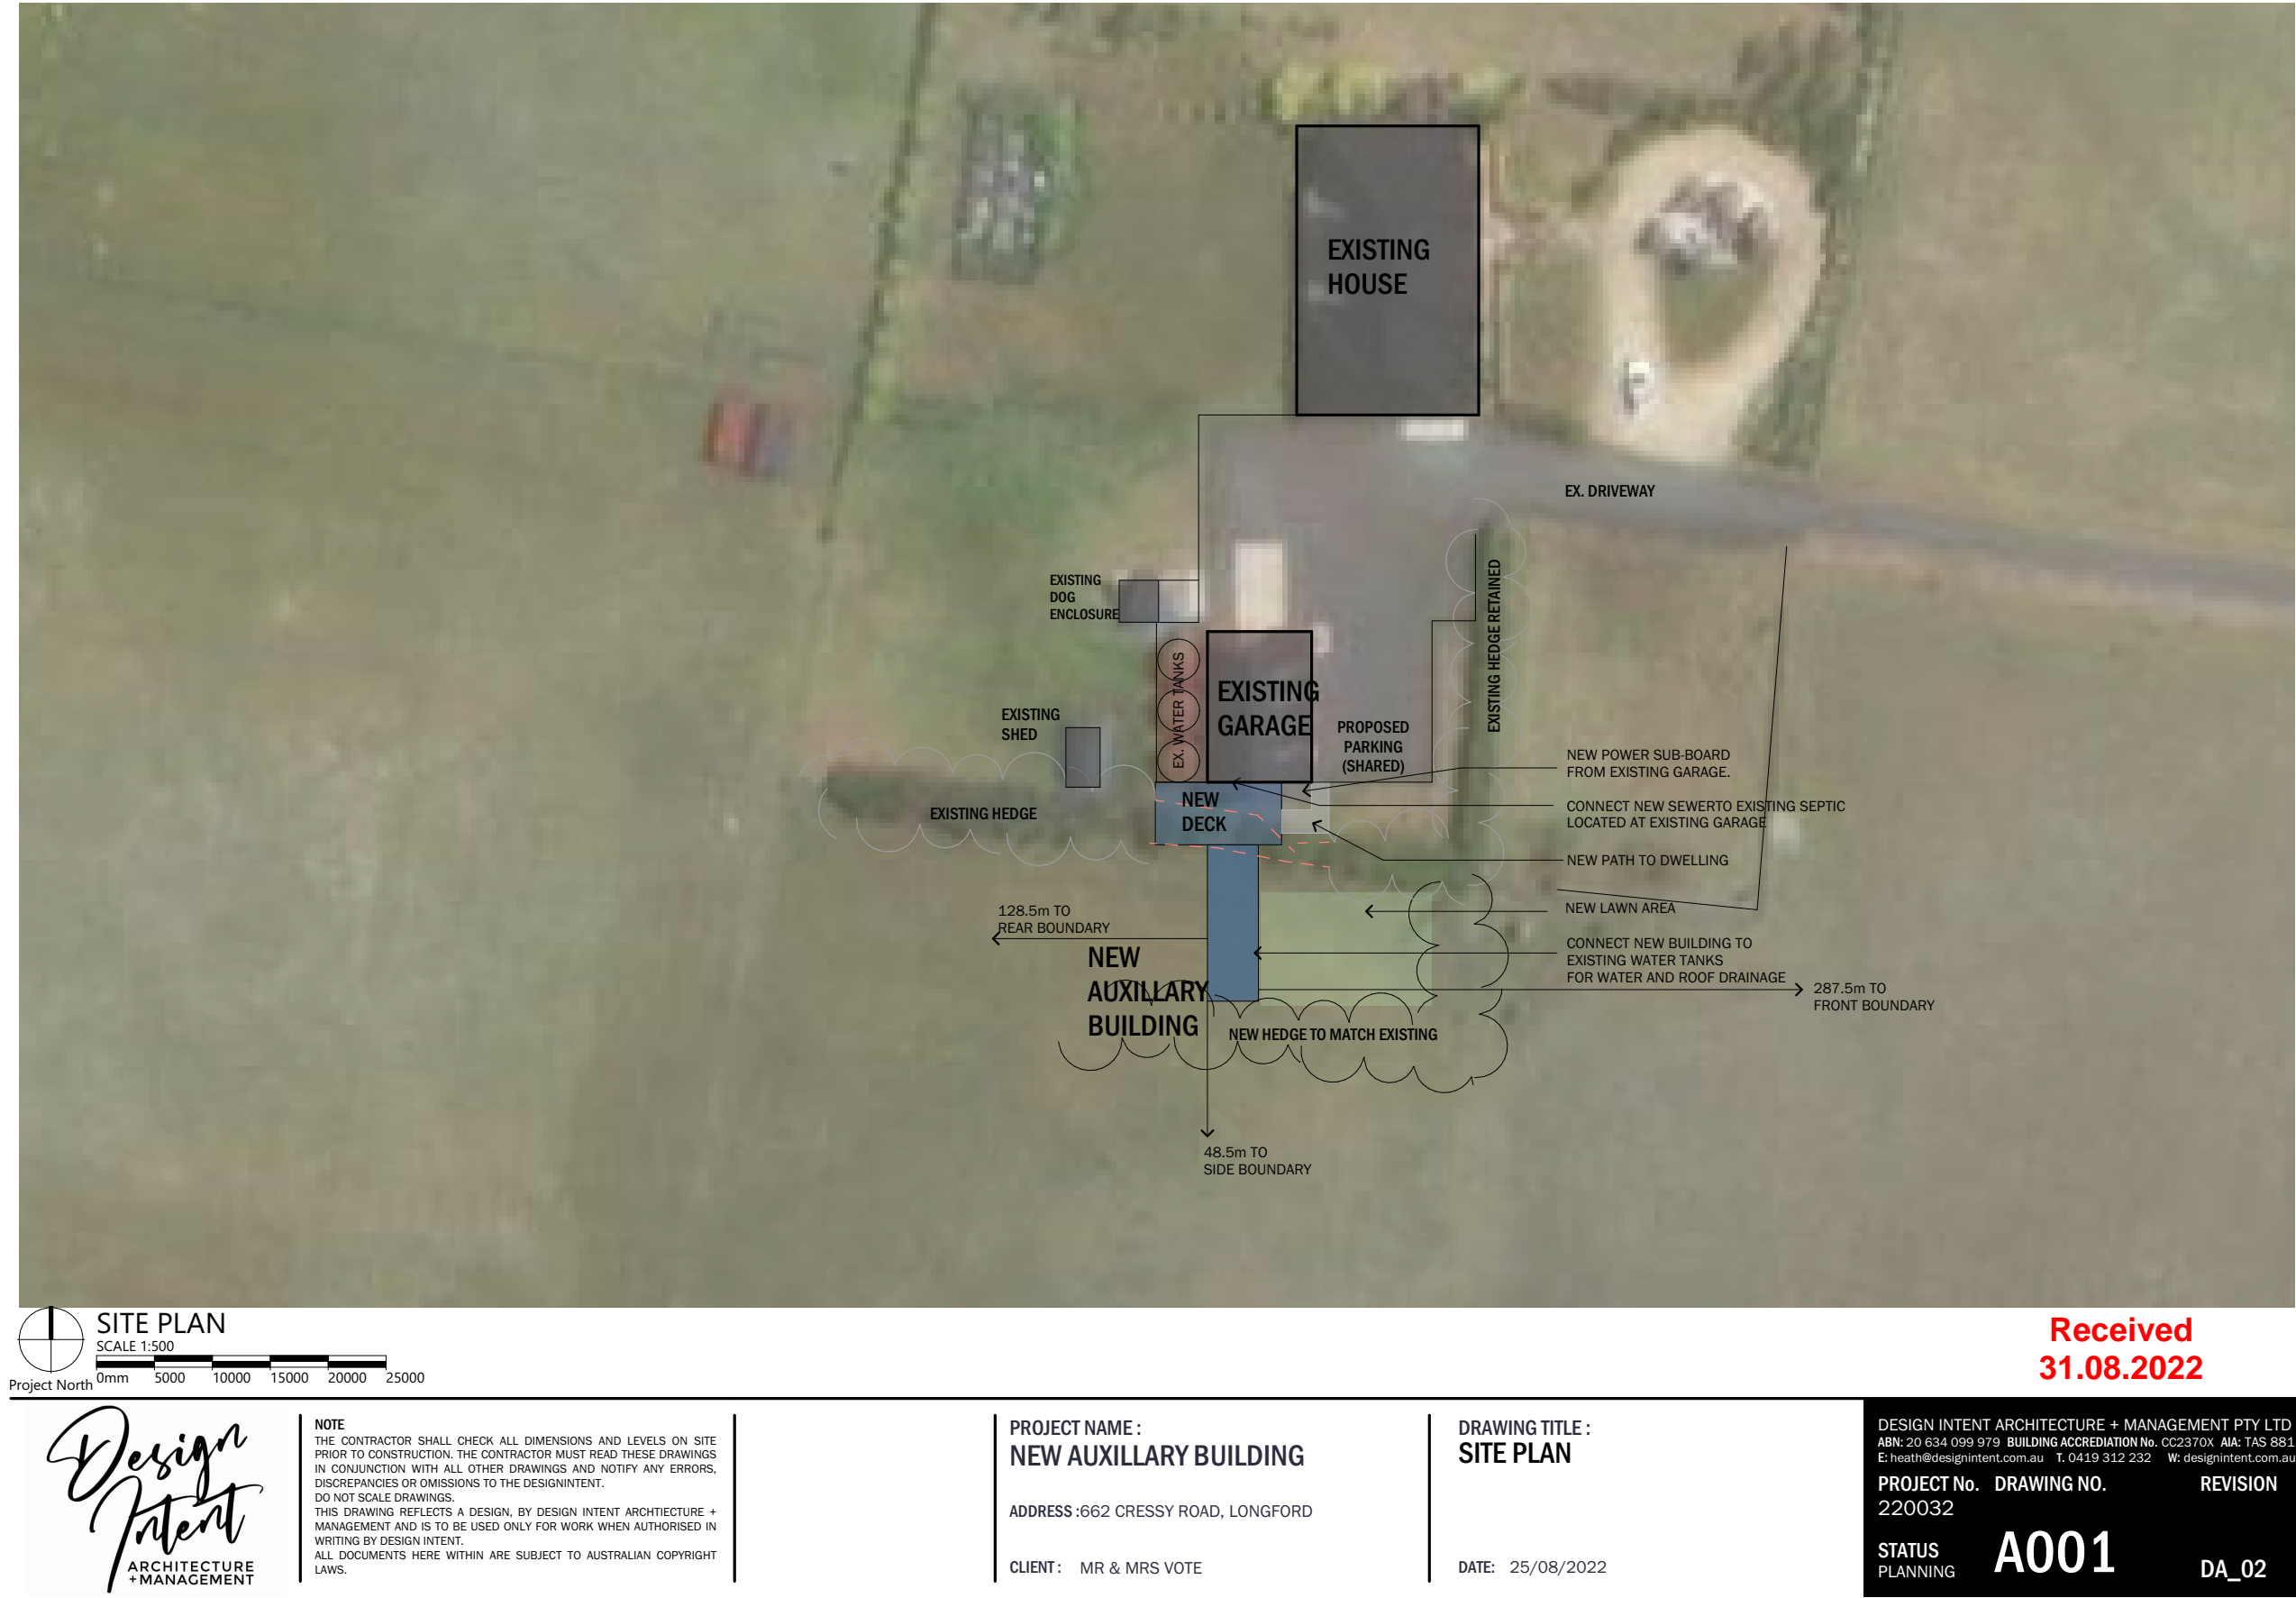 EXISTING
HOUSE
EX. DRIVEWAY
EXISTING HEDGE RETAINED
EXISTING
DOG
ENCLOSURE
EX. WATER TANKS
EXISTING
GARAGE
EXISTING
SHED
PROPOSED
PARKING
(SHARED)
NEW POWER SUB-BOARD
FROM EXISTING GARAGE.
NEW
DECK
EXISTING HEDGE
CONNECT NEW SEWERTO EXISTING SEPTIC
LOCATED AT EXISTING GARAGE
NEW PATH TO DWELLING
NEW LAWN AREA
128.5m TO
REAR BOUNDARY
NEW
AUXILLARY
BUILDING
CONNECT NEW BUILDING TO
EXISTING WATER TANKS
FOR WATER AND ROOF DRAINAGE
287.5m TO
FRONT BOUNDARY
NEW HEDGE TO MATCH EXISTING
48.5m TO
SIDE BOUNDARY
SITE PLAN
SCALE 1:500
Project North
0mm 5000 10000 15000 20000 25000
Received
31.08.2022
Design
Intent
ARCHITECTURE
+MANAGEMENT
NOTE
THE CONTRACTOR SHALL CHECK ALL DIMENSIONS AND LEVELS ON SITE
PRIOR TO CONSTRUCTION. THE CONTRACTOR MUST READ THESE DRAWINGS
IN CONJUNCTION WITH ALL OTHER DRAWINGS AND NOTIFY ANY ERRORS,
DISCREPANCIES OR OMISSIONS TO THE DESIGNINTENT.
DO NOT SCALE DRAWINGS.
THIS DRAWING REFLECTS A DESIGN, BY DESIGN INTENT ARCHTIECTURE +
MANAGEMENT AND IS TO BE USED ONLY FOR WORK WHEN AUTHORISED IN
WRITING BY DESIGN INTENT.
ALL DOCUMENTS HERE WITHIN ARE SUBJECT TO AUSTRALIAN COPYRIGHT
LAWS.
PROJECT NAME :
NEW AUXILLARY BUILDING
ADDRESS :662 CRESSY ROAD, LONGFORD
CLIENT : MR & MRS VOTE
DRAWING TITLE :
SITE PLAN
DATE: 25/08/2022
DESIGN INTENT ARCHITECTURE + MANAGEMENT PTY LTD
ABN: 20 634 099 979 BUILDING ACCREDIATION No. CC2370X AIA: TAS 881
E: heath@designintent.com.au T. 0419 312 232 W: designintent.com.au
PROJECT No. DRAWING NO. REVISION
220032
STATUS
PLANNING
A001
DA_02